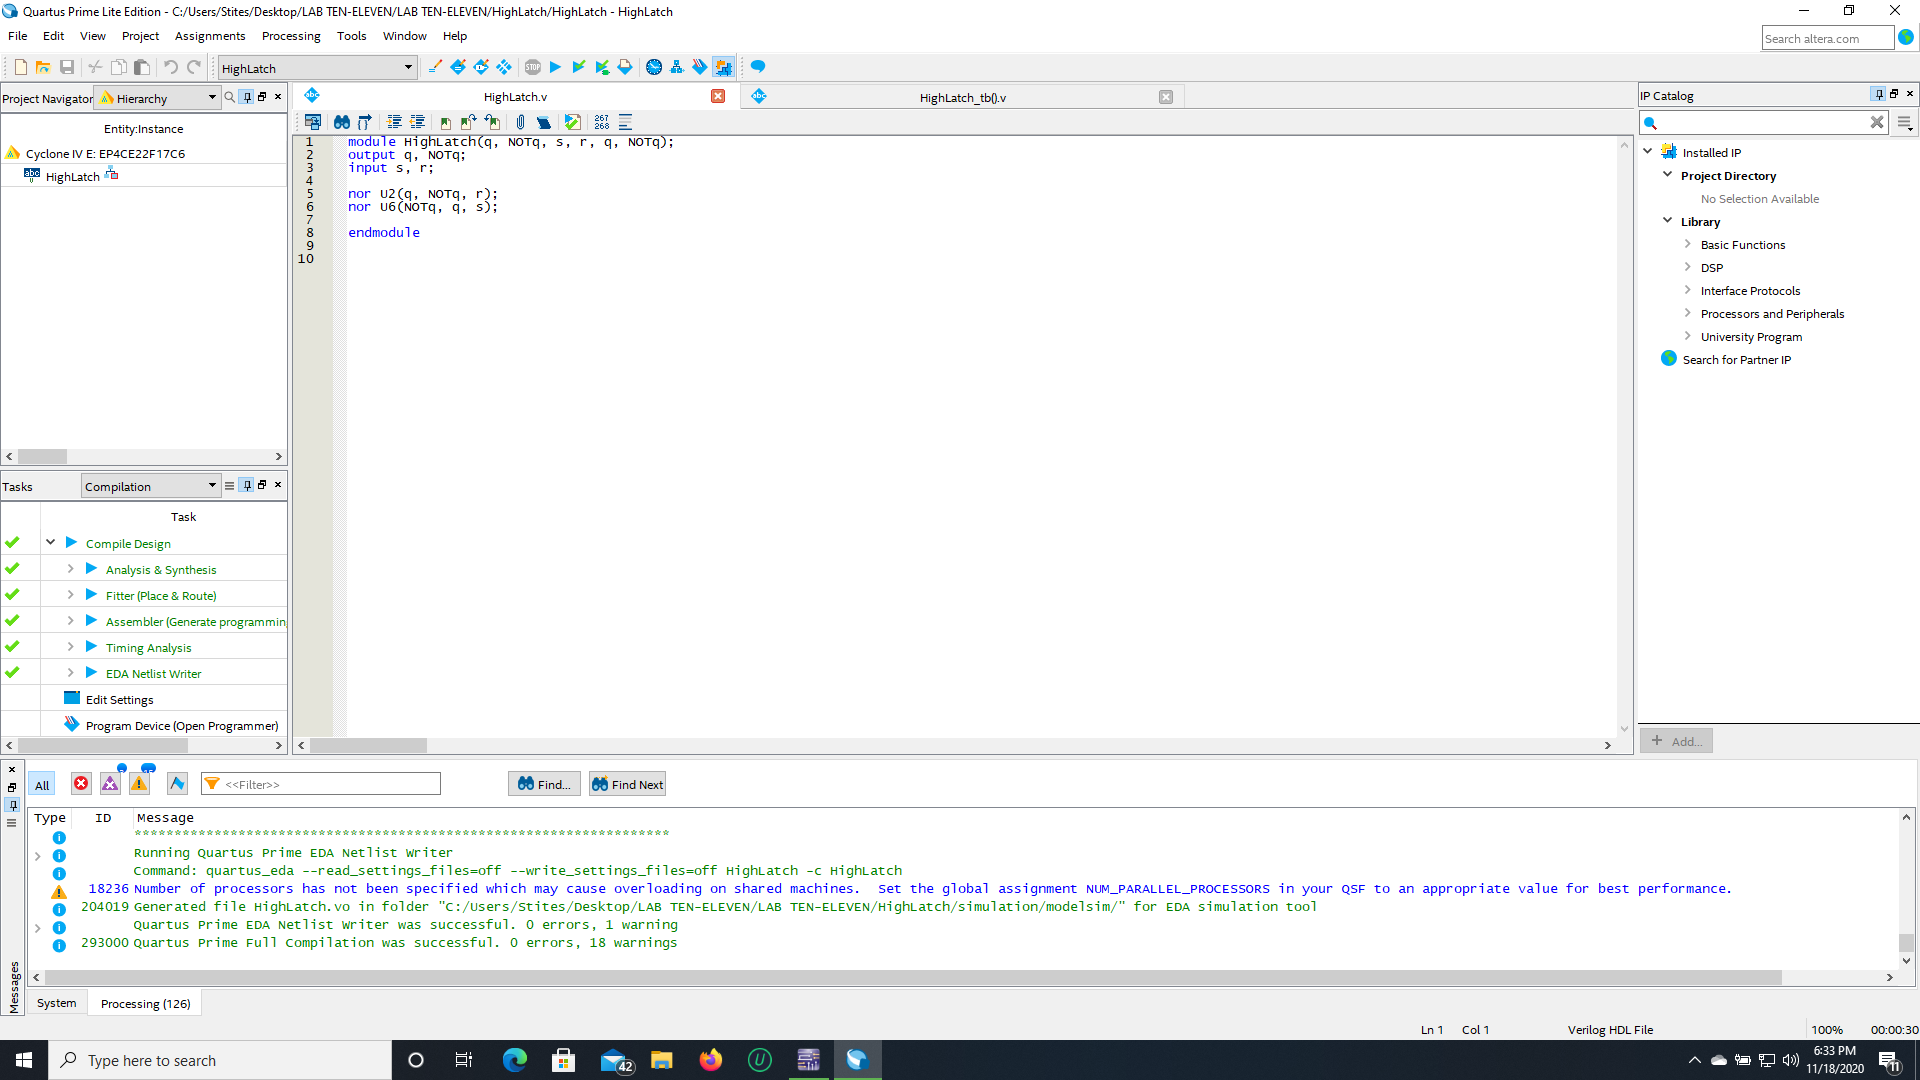 Quartus Prime Lite Edition - C:/Users/Stites/Desktop/LAB TEN-ELEVEN/LAB TEN-ELEVEN/HighLatch/HighLatch - HighLatch
File Edit View Project Assignments Processing Tools Window Help
Search altera.com
HighLatch
Project Navigator Hierarchy
Entity:Instance
Cyclone IV E: EP4CE22F17C6
HighLatch
Tasks Compilation
Task
Compile Design
Analysis & Synthesis
Fitter (Place & Route)
Assembler (Generate programmin
Timing Analysis
EDA Netlist Writer
Edit Settings
Program Device (Open Programmer)
HighLatch.v
HighLatch_tb().v
267
268
1 module HighLatch(q, NOTq, s, r, q, NOTq);
2 output q, NOTq;
3 input s, r;
4
5 nor U2(q, NOTq, r);
6 nor U6(NOTq, q, s);
7
8 endmodule
9
10
IP Catalog
Installed IP
Project Directory
No Selection Available
Library
Basic Functions
DSP
Interface Protocols
Processors and Peripherals
University Program
Search for Partner IP
+ Add...
All <<Filter>> Find... Find Next
Type ID Message
*******************************************************************
Running Quartus Prime EDA Netlist Writer
Command: quartus_eda --read_settings_files=off --write_settings_files=off HighLatch -c HighLatch
18236 Number of processors has not been specified which may cause overloading on shared machines.  Set the global assignment NUM_PARALLEL_PROCESSORS in your QSF to an appropriate value for best performance.
204019 Generated file HighLatch.vo in folder "C:/Users/Stites/Desktop/LAB TEN-ELEVEN/LAB TEN-ELEVEN/HighLatch/simulation/modelsim/" for EDA simulation tool
Quartus Prime EDA Netlist Writer was successful. 0 errors, 1 warning
293000 Quartus Prime Full Compilation was successful. 0 errors, 18 warnings
Messages
System Processing (126)
Ln 1 Col 1 Verilog HDL File 100% 00:00:30
Type here to search
42
6:33 PM
11/18/2020
11